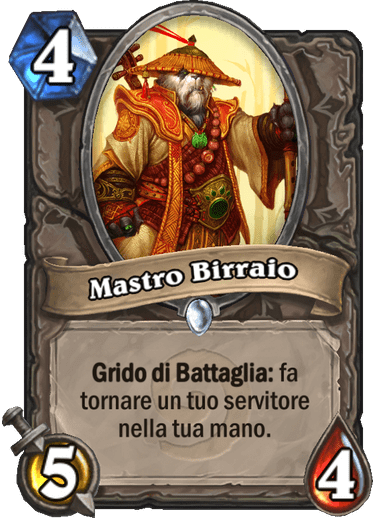 4
Mastro Birraio
Grido di Battaglia: fa
tornare un tuo servitore
nella tua mano.
5
4